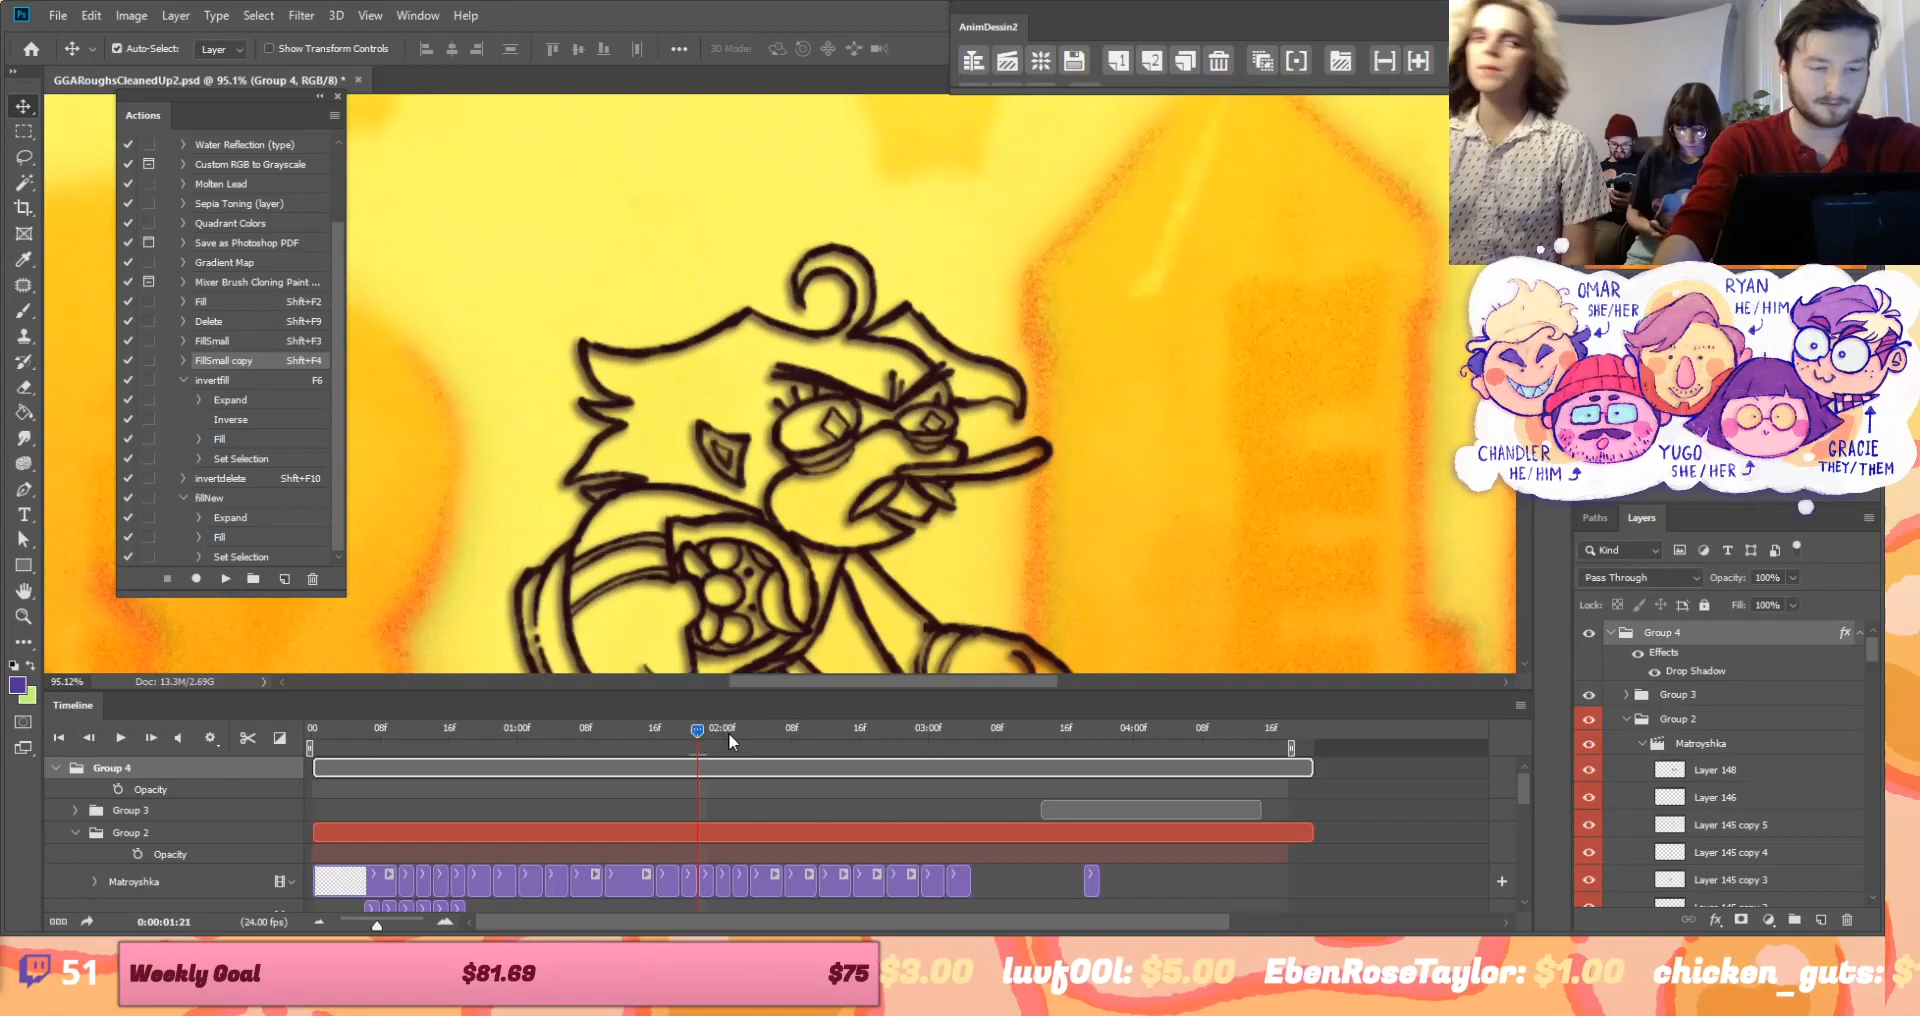 Ps File Edit Image Layer Type Select Filter 3D View Window Help
Auto-Select: Layer Show Transform Controls 3D Mode:
AnimDessin2
1 2
GGARoughsCleanedUp2.psd @ 95.1% (Group 4, RGB/8) *
Actions
Water Reflection (type)
Custom RGB to Grayscale
Molten Lead
Sepia Toning (layer)
Quadrant Colors
Save as Photoshop PDF
Gradient Map
Mixer Brush Cloning Paint ...
Fill Shft+F2
Delete Shft+F9
FillSmall Shft+F3
FillSmall copy Shft+F4
invertfill F6
Expand
Inverse
Fill
Set Selection
invertdelete Shft+F10
fillNew
Expand
Fill
Set Selection
OMAR
SHE/HER
RYAN
HE/HIM
CHANDLER
HE/HIM
YUGO
SHE/HER
GRACIE
THEY/THEM
Paths Layers
Kind
Pass Through Opacity: 100%
Lock: Fill: 100%
Group 4 fx
Effects
Drop Shadow
Group 3
Group 2
Matroyshka
Layer 148
Layer 146
Layer 145 copy 5
Layer 145 copy 4
Layer 145 copy 3
95.12% Doc: 13.3M/2.69G
Timeline
00 08f 16f 01:00f 08f 16f 02:00f 08f 16f 03:00f 08f 16f 04:00f 08f 16f
Group 4
Opacity
Group 3
Group 2
Opacity
Matroyshka
0:00:01:21 (24.00 fps)
fx
51 Weekly Goal $81.69 $75 $3.00 luvf00l: $5.00 EbenRoseTaylor: $1.00 chicken_guts: